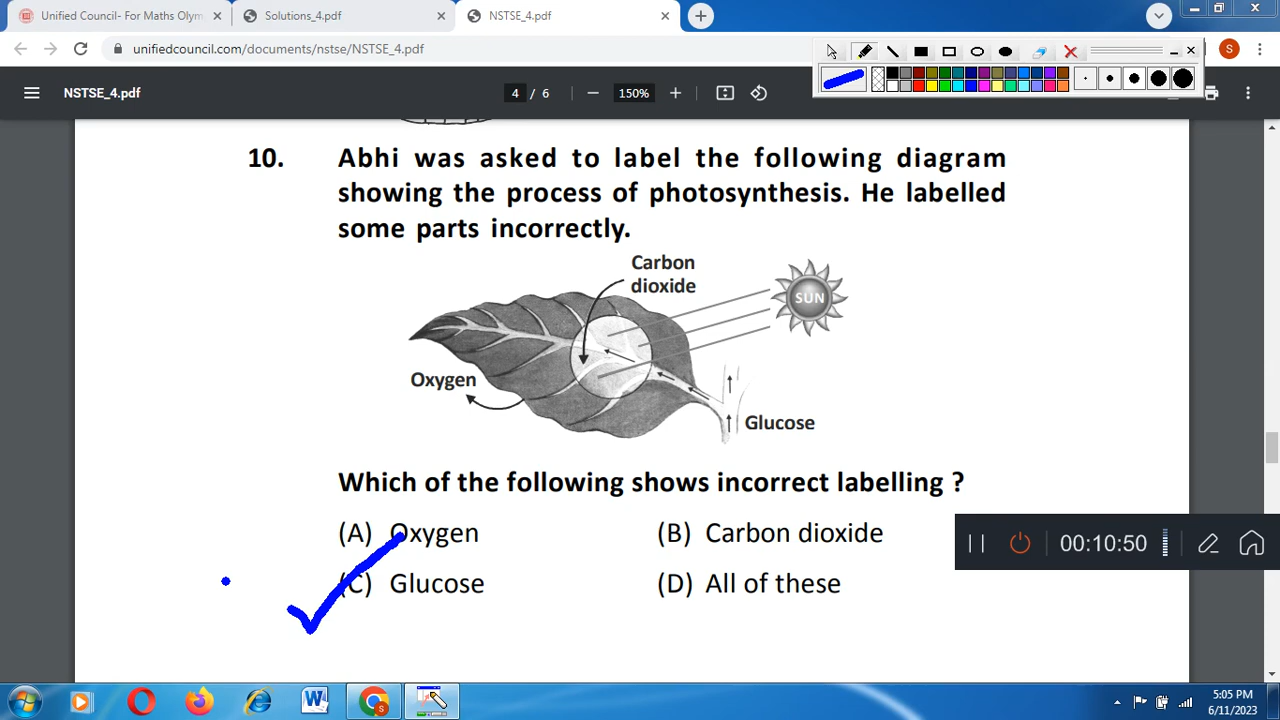 Unified Council- For Maths Olym
Solutions_4.pdf
NSTSE_4.pdf
unifiedcouncil.com/documents/nstse/NSTSE_4.pdf
S
NSTSE_4.pdf
4 / 6
150%
10. Abhi was asked to label the following diagram
showing the process of photosynthesis. He labelled
some parts incorrectly.
Carbon
dioxide
SUN
Oxygen
Glucose
Which of the following shows incorrect labelling ?
(A) Oxygen
(B) Carbon dioxide
(C) Glucose
(D) All of these
00:10:50
5:05 PM
6/11/2023